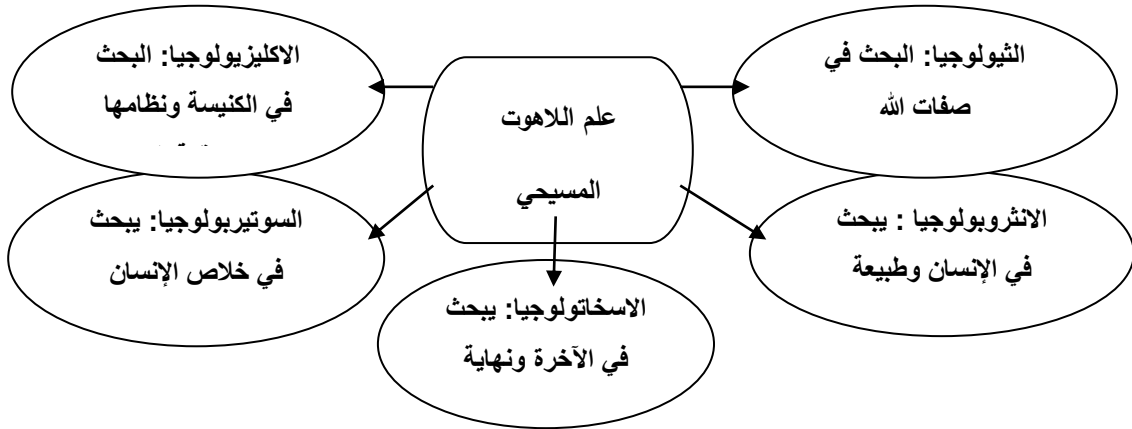 علم اللاهوت
المسيحي
الثيولوجيا: البحث في
صفات الله
الانثروبولوجيا : يبحث
في الإنسان وطبيعة
الاسخاتولوجيا: يبحث
في الآخرة ونهاية
السوتيربولوجيا: يبحث
في خلاص الإنسان
الاكليزيولوجيا: البحث
في الكنيسة ونظامها